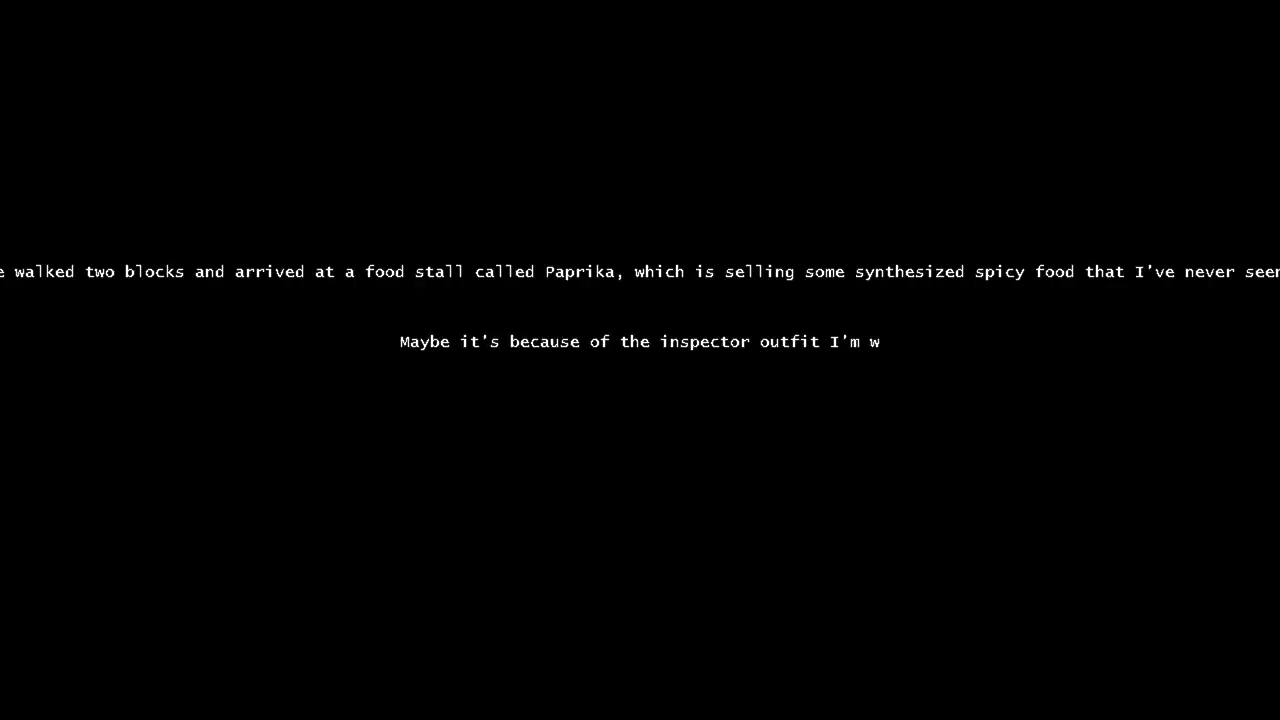 e walked two blocks and arrived at a food stall called Paprika, which is selling some synthesized spicy food that I've never seen
Maybe it's because of the inspector outfit I'm w